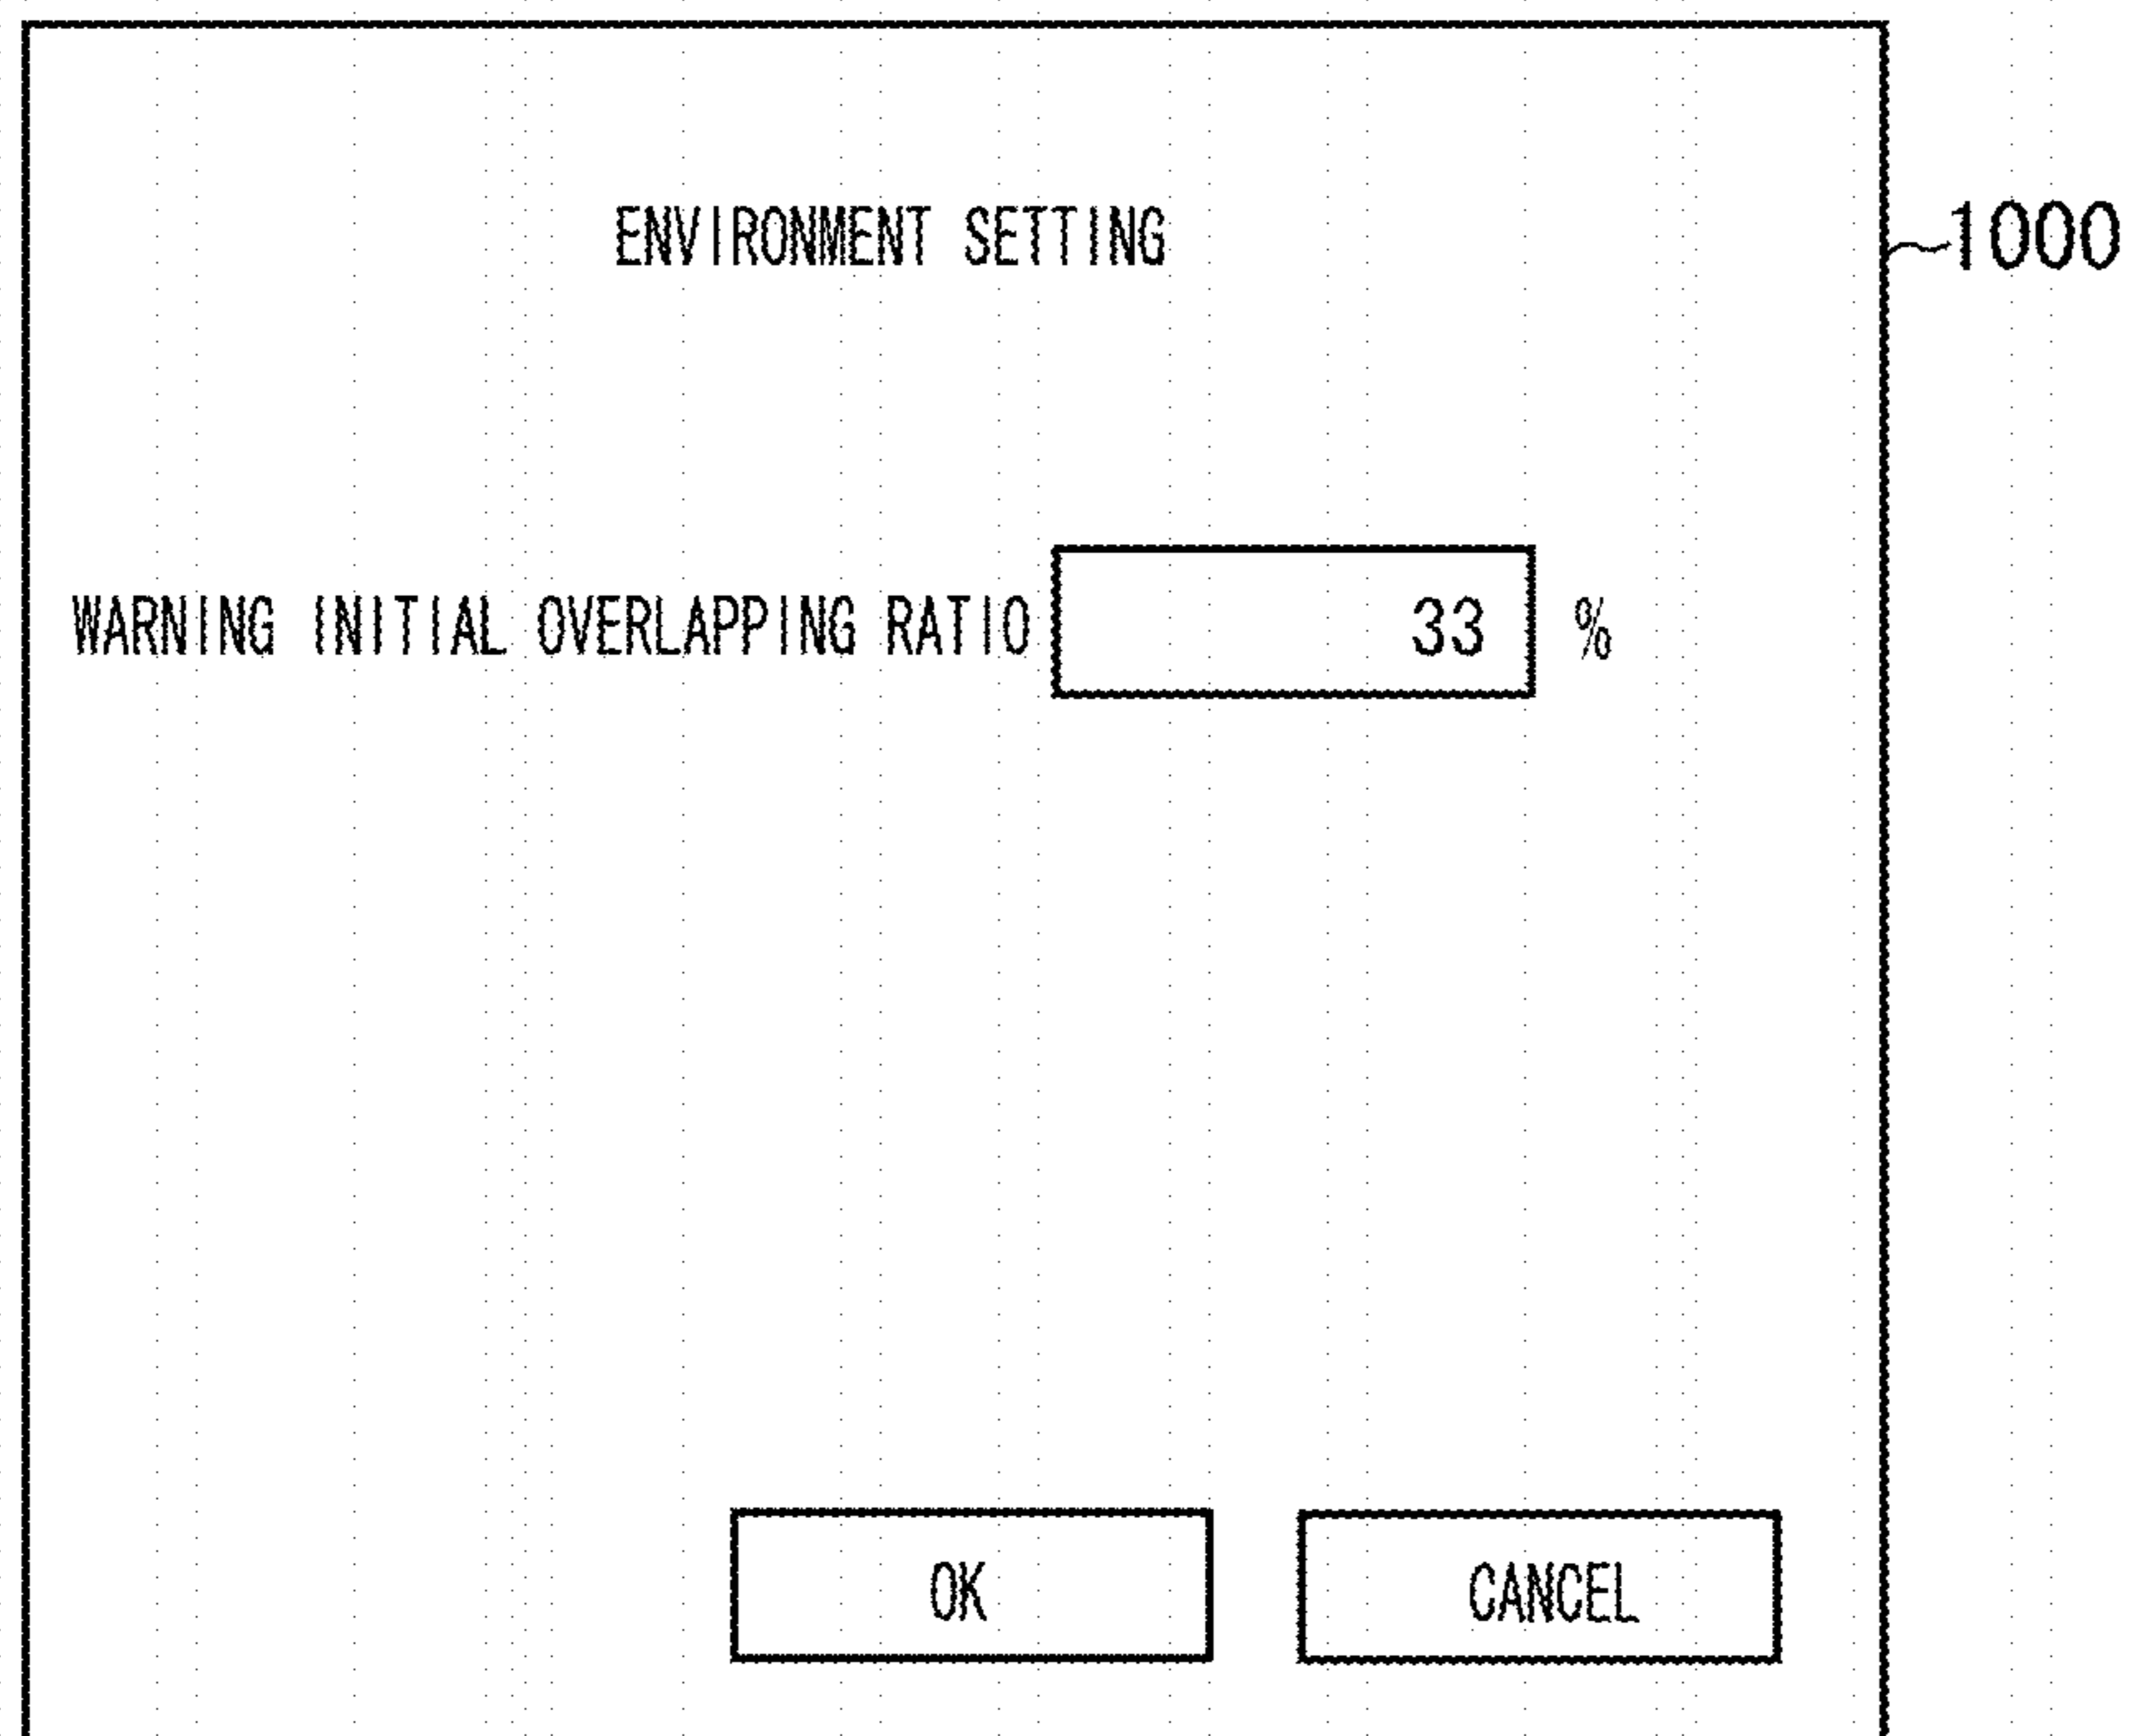 ENVIRONMENT SETTING
1000
WARNING INITIAL OVERLAPPING RATIO 33 %
OK CANCEL